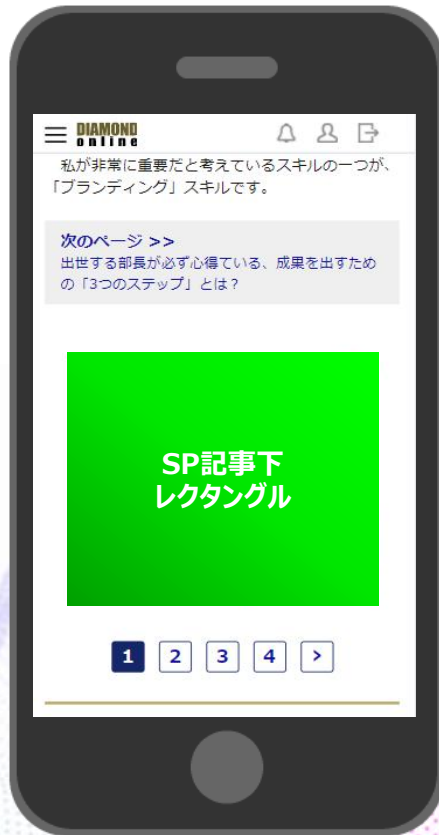 DIAMOND
online
私が非常に重要だと考えているスキルの一つが、
「ブランディング」スキルです。
次のページ >>
出世する部長が必ず心得ている、成果を出すため
の「3つのステップ」とは？
SP記事下
レクタングル
1 2 3 4 >